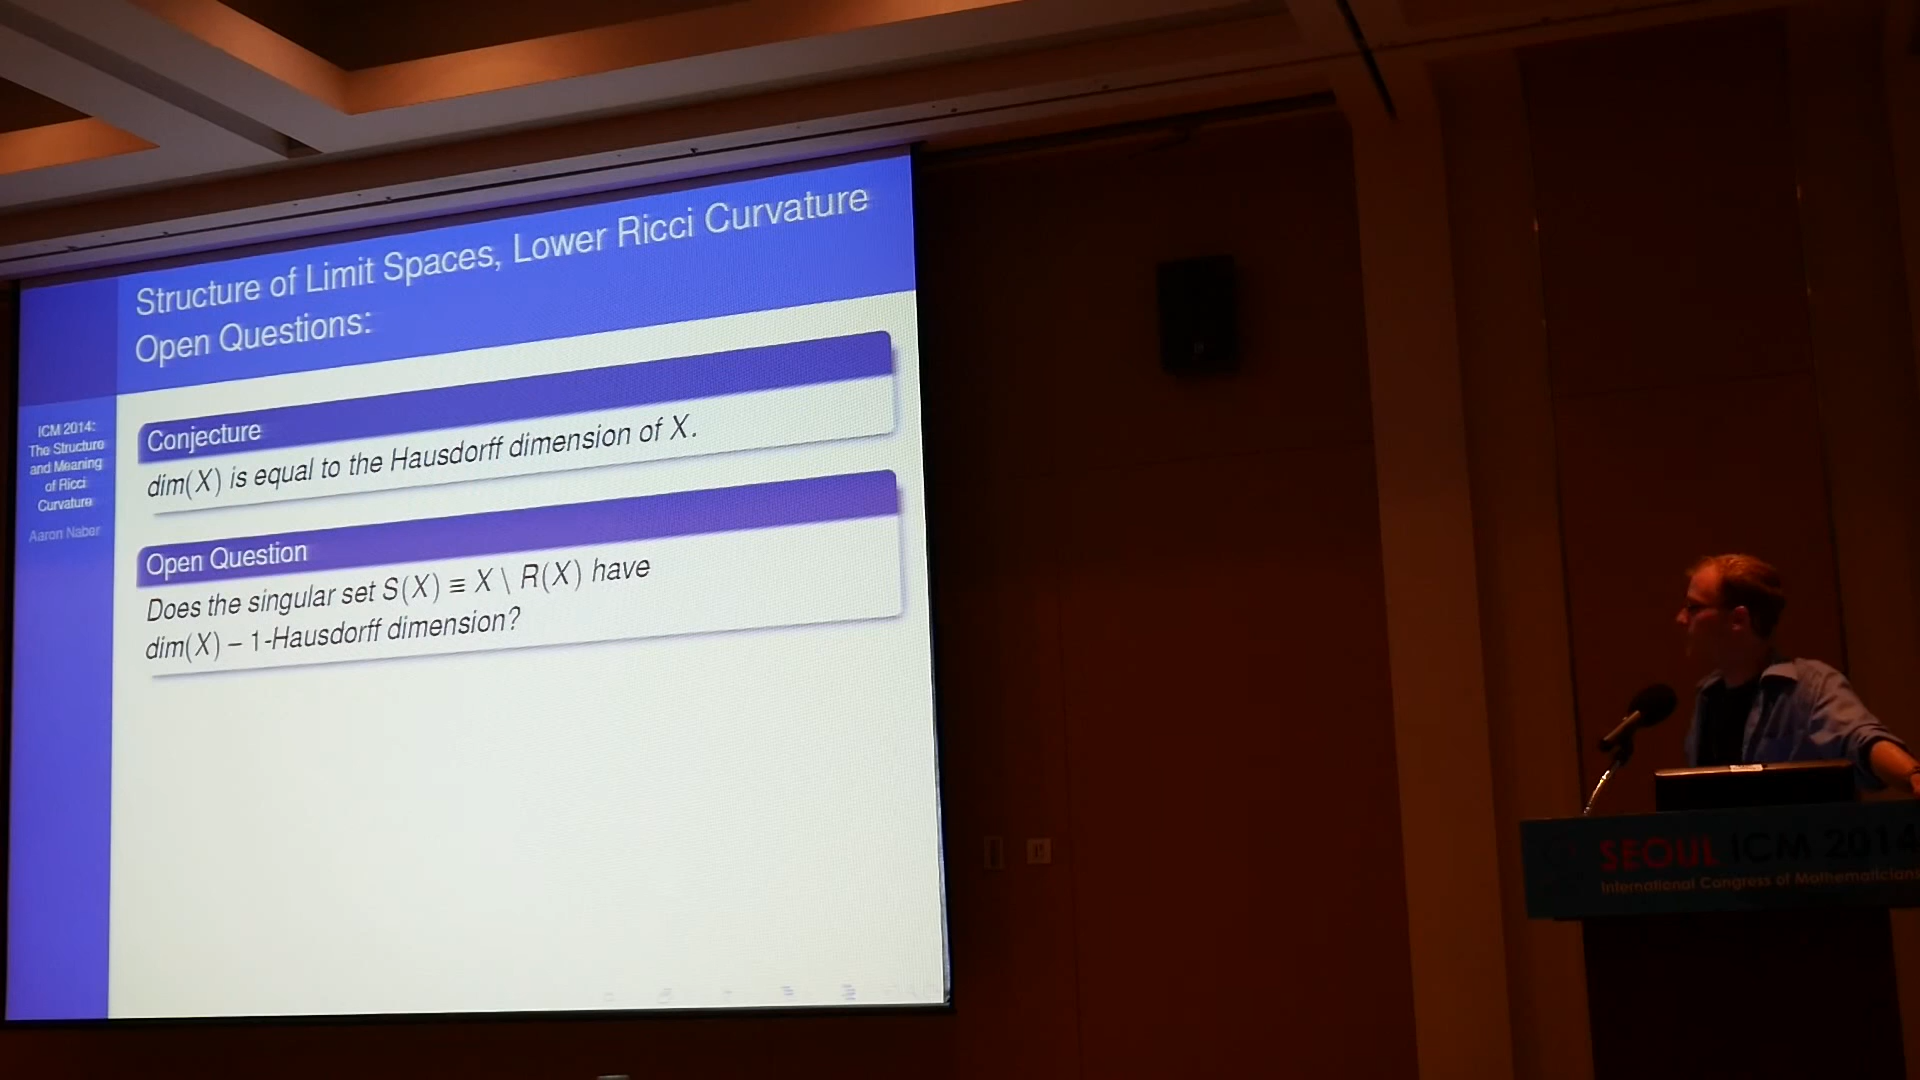 Structure of Limit Spaces, Lower Ricci Curvature
Open Questions:
ICM 2014:
The Structure
and Meaning
of Ricci
Curvature
Aaron Naber
Conjecture
dim(X) is equal to the Hausdorff dimension of X.
Open Question
Does the singular set S(X) ≡ X \ R(X) have
dim(X) – 1-Hausdorff dimension?
SEOUL ICM 2014
International Congress of Mathematicians